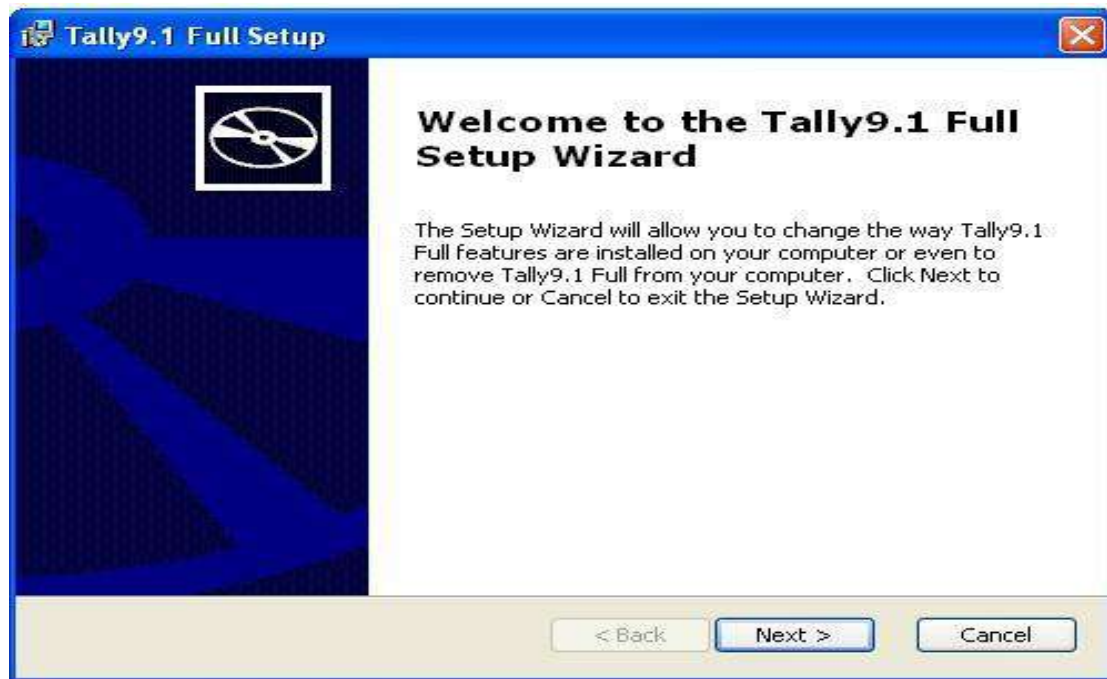 Tally9.1 Full Setup
Welcome to the Tally9.1 Full
Setup Wizard
The Setup Wizard will allow you to change the way Tally9.1
Full features are installed on your computer or even to
remove Tally9.1 Full from your computer.  Click Next to
continue or Cancel to exit the Setup Wizard.
< Back Next > Cancel